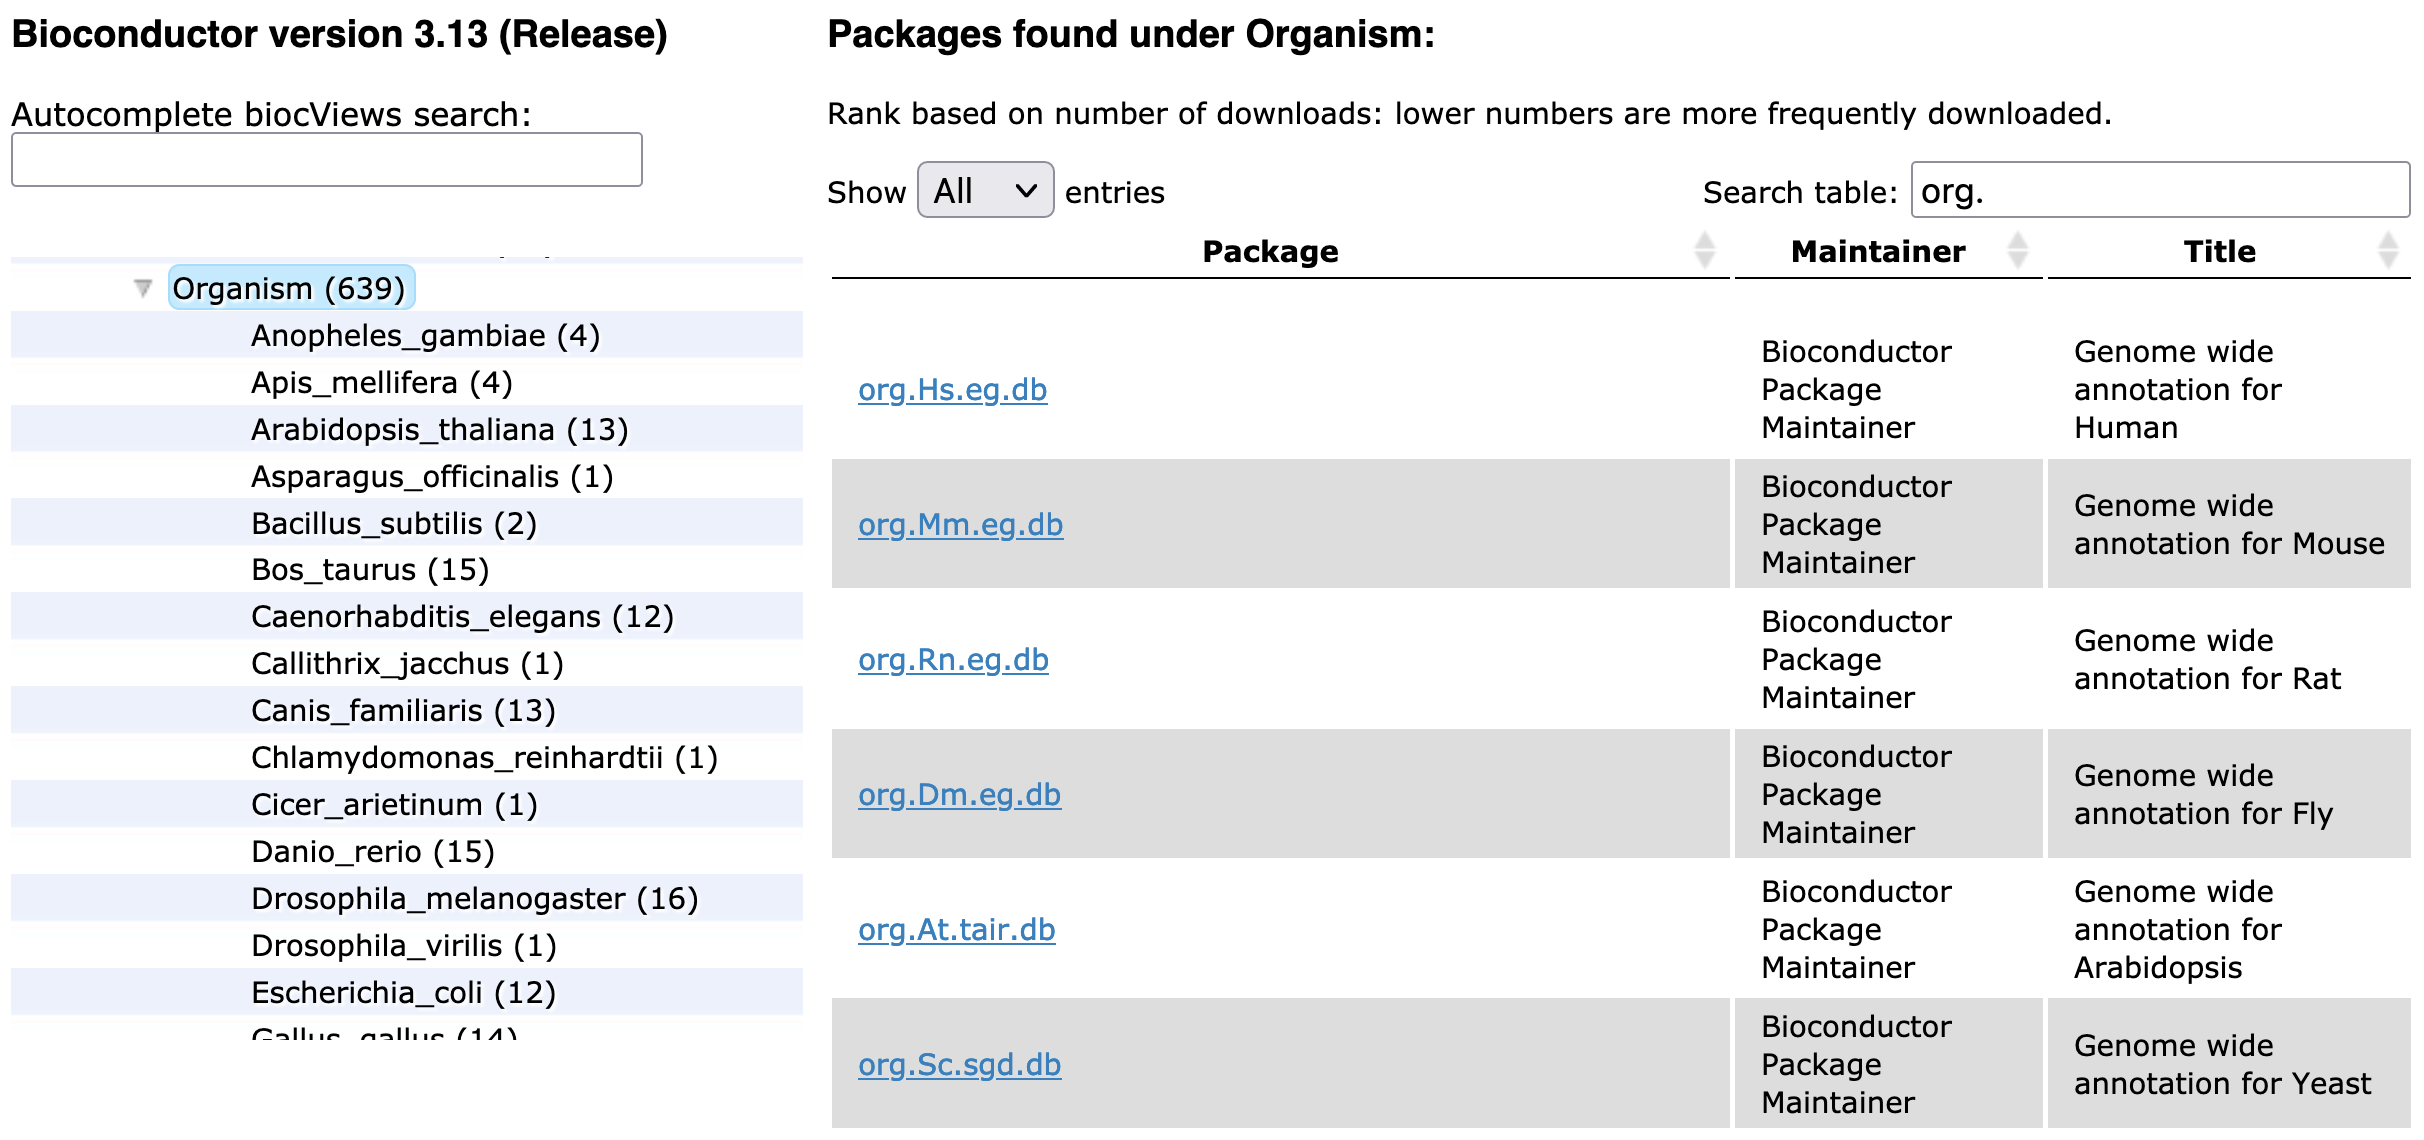 Bioconductor version 3.13 (Release)
Autocomplete biocViews search:
Organism (639)
Anopheles_gambiae (4)
Apis_mellifera (4)
Arabidopsis_thaliana (13)
Asparagus_officinalis (1)
Bacillus_subtilis (2)
Bos_taurus (15)
Caenorhabditis_elegans (12)
Callithrix_jacchus (1)
Canis_familiaris (13)
Chlamydomonas_reinhardtii (1)
Cicer_arietinum (1)
Danio_rerio (15)
Drosophila_melanogaster (16)
Drosophila_virilis (1)
Escherichia_coli (12)
Gallus_gallus (14)
Packages found under Organism:
Rank based on number of downloads: lower numbers are more frequently downloaded.
Show All entries
Search table: org.
Package Maintainer Title
org.Hs.eg.db
Bioconductor
Package
Maintainer
Genome wide
annotation for
Human
org.Mm.eg.db
Bioconductor
Package
Maintainer
Genome wide
annotation for Mouse
org.Rn.eg.db
Bioconductor
Package
Maintainer
Genome wide
annotation for Rat
org.Dm.eg.db
Bioconductor
Package
Maintainer
Genome wide
annotation for Fly
org.At.tair.db
Bioconductor
Package
Maintainer
Genome wide
annotation for
Arabidopsis
org.Sc.sgd.db
Bioconductor
Package
Maintainer
Genome wide
annotation for Yeast